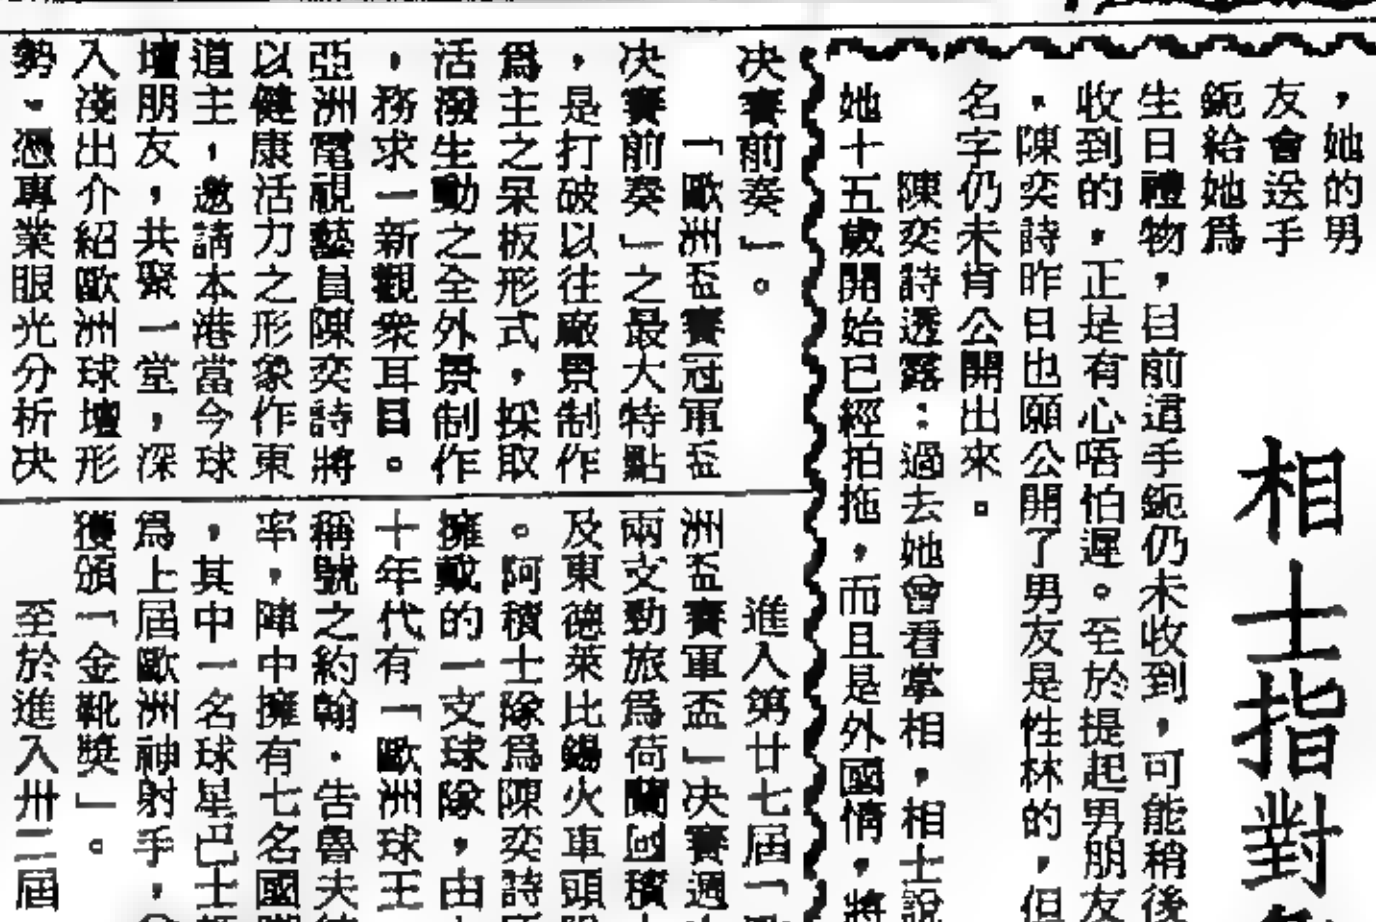 相士指對
，她的男
友會送手
鈪給她爲
生日禮物，目前這手鈪仍未收到，可能稍後
收到的，正是有心唔怕遲。至於提起男朋友
，陳奕詩昨日也願公開了男友是性林的，但
名字仍未肯公開出來。
陳奕詩透露：過去她曾看掌相，相士說
她十五歲開始已經拍拖，而且是外國情，將
决賽前奏」。
「歐洲盃賽冠軍盃
决賽前奏」之最大特點
，是打破以往廠景制作
爲主之呆板形式，採取
活潑生動之全外景制作
，務求一新觀衆耳目。
亞洲電視藝員陳奕詩將
以健康活力之形象作東
道主，邀請本港當今球
壇朋友，共聚一堂，深
入淺出介紹歐洲球壇形
勢。憑專業眼光分析决
進入第廿七屆「
洲盃賽軍盃」决賽週
兩支勁旅爲荷蘭國積
及東德萊比錫火車頭
。阿積士隊爲陳奕詩
擁戴的一支球隊，由
十年代有「歐洲球王
稱號之約翰·告魯夫
牢，陣中擁有七名國
，其中一名球星已士
爲上屆歐洲神射手，
獲頒「金靴獎」。
至於進入卅二屆